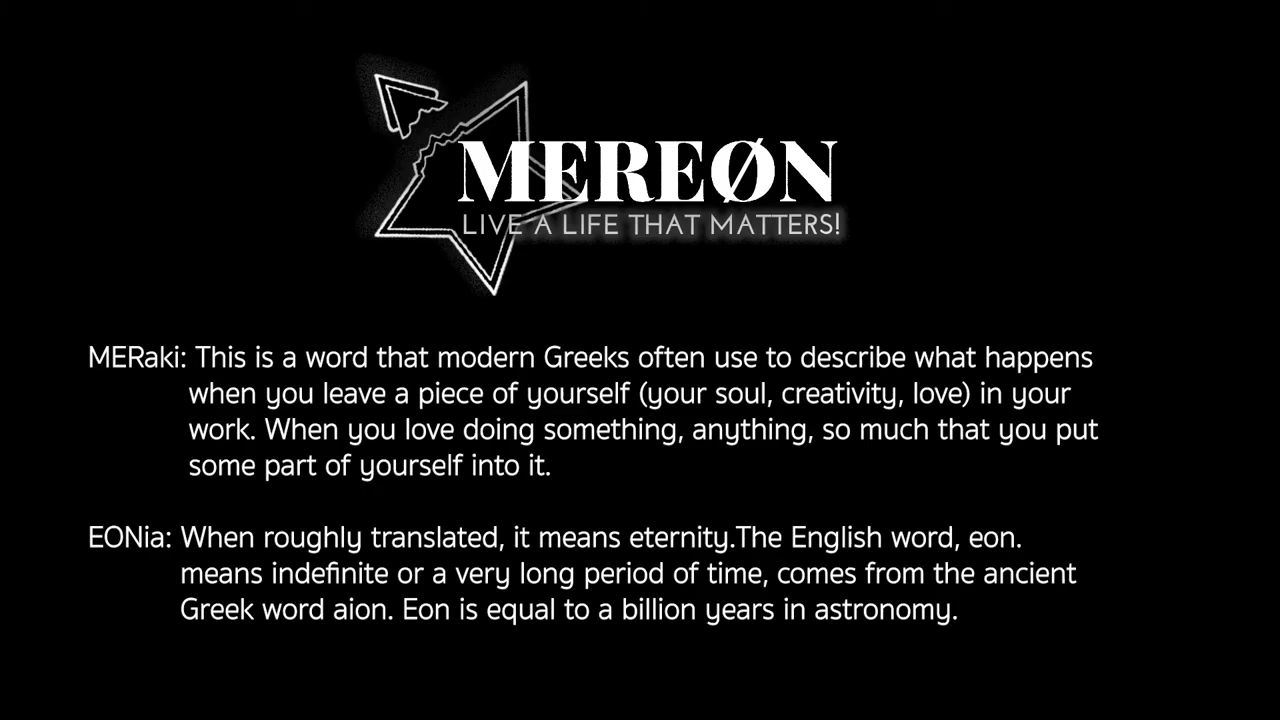 MEREØN
LIVE A LIFE THAT MATTERS!
MERaki: This is a word that modern Greeks often use to describe what happens
when you leave a piece of yourself (your soul, creativity, love) in your
work. When you love doing something, anything, so much that you put
some part of yourself into it.
EONia: When roughly translated, it means eternity.The English word, eon.
means indefinite or a very long period of time, comes from the ancient
Greek word aion. Eon is equal to a billion years in astronomy.